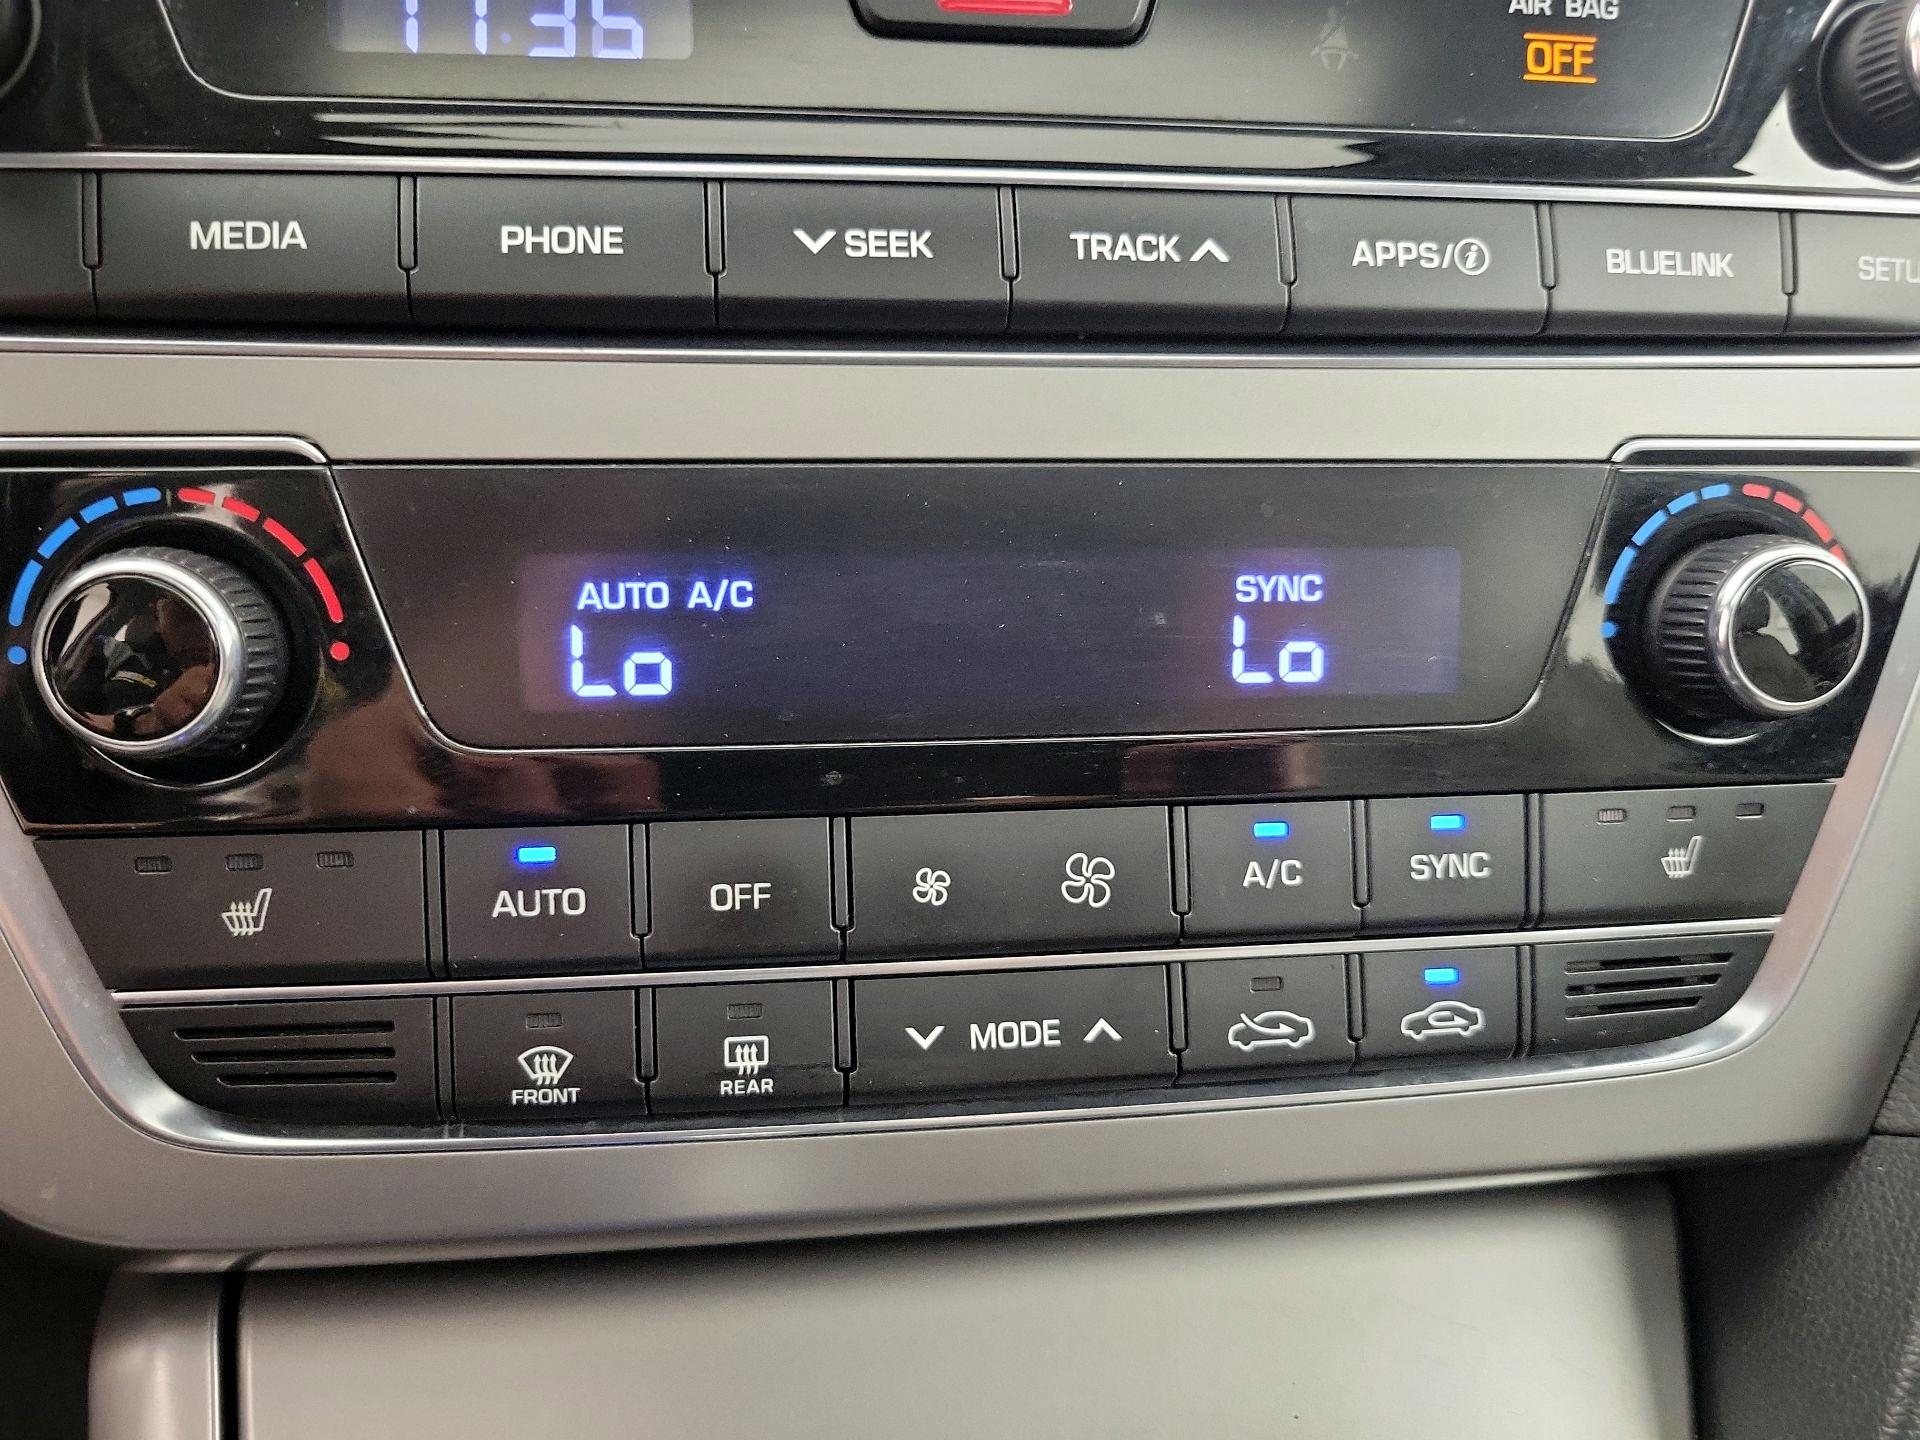 11:36
AIR BAG
OFF
MEDIA
PHONE
SEEK
TRACK
APPS/i
BLUELINK
SETU
AUTO A/C
Lo
SYNC
Lo
AUTO
OFF
A/C
SYNC
FRONT
REAR
MODE